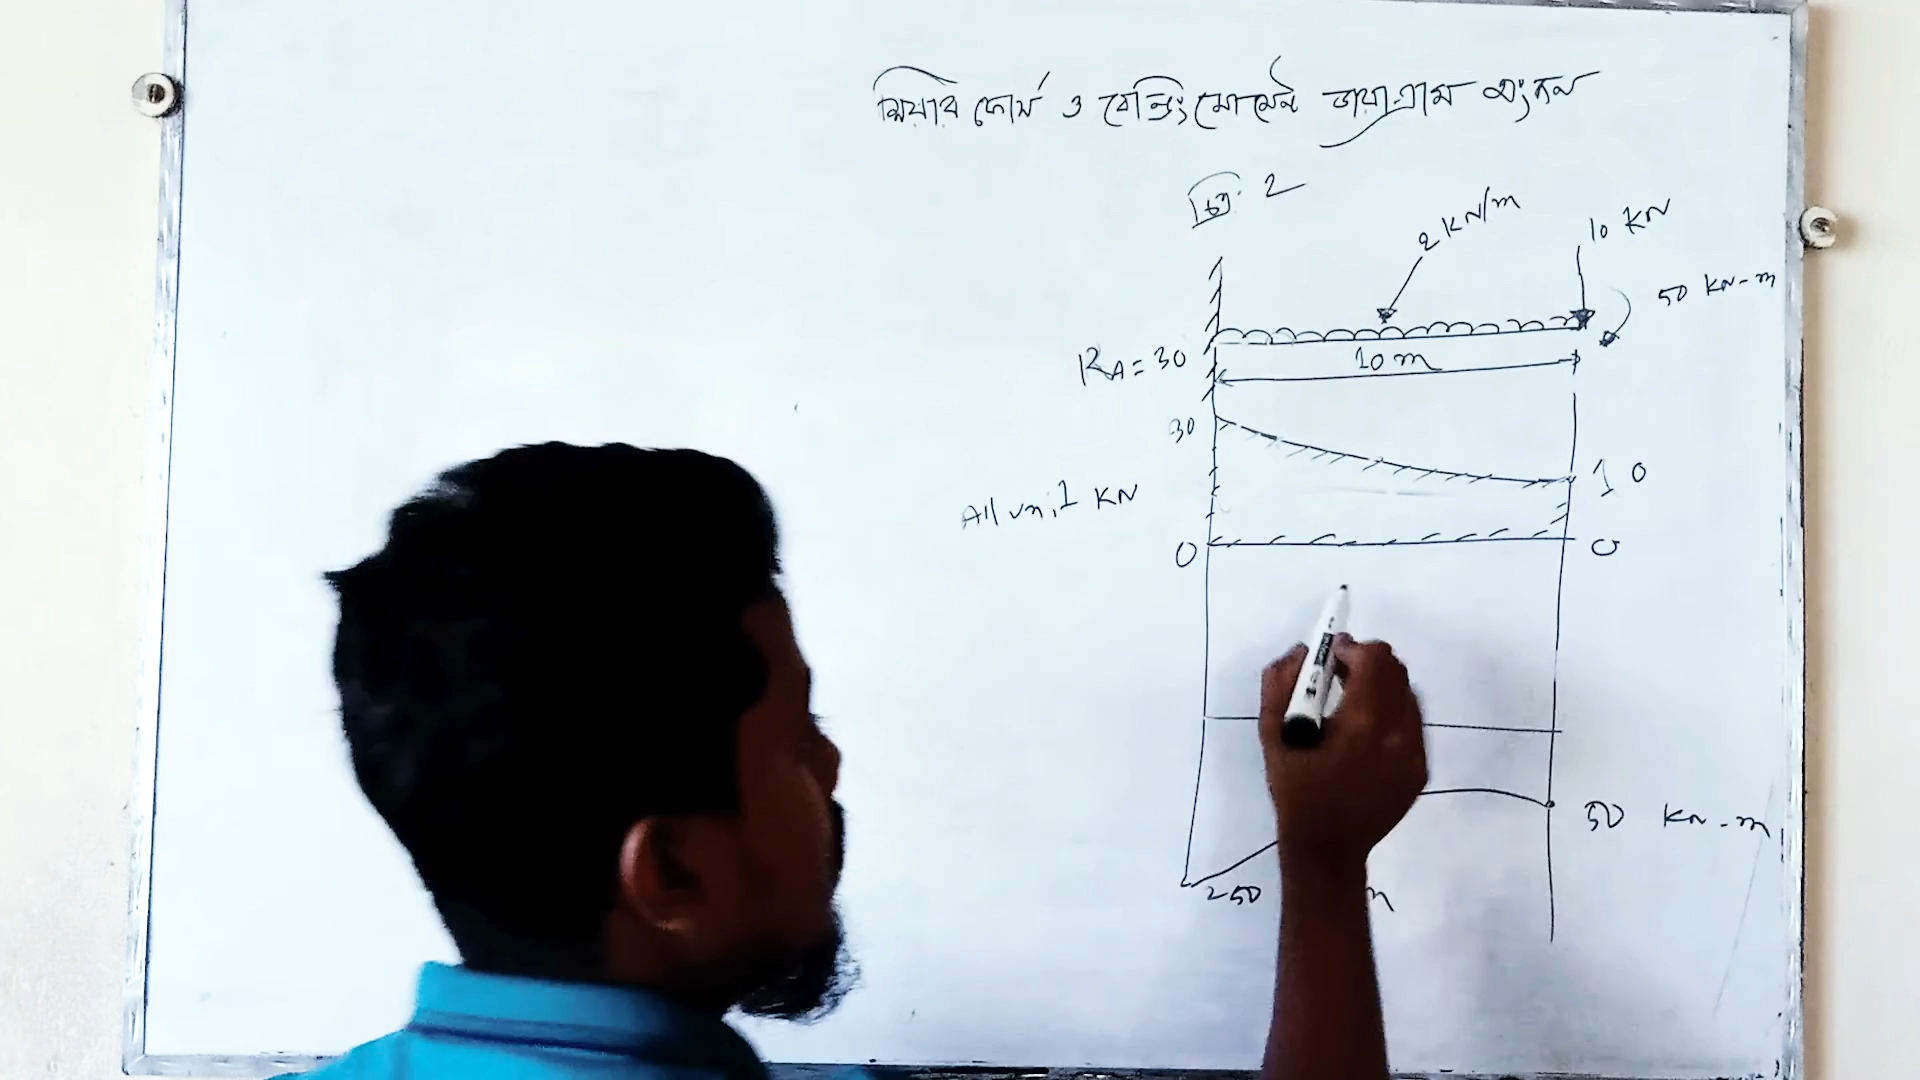 শিয়ার ফোর্স ও বেন্ডিং মোমেন্ট ডায়াগ্রাম অংকন
চিত্র: 2
2 KN/m
10 KN
50 KN-m
RA = 30
10 m
30
10
All unit KN
0
0
50 KN-m
250 m